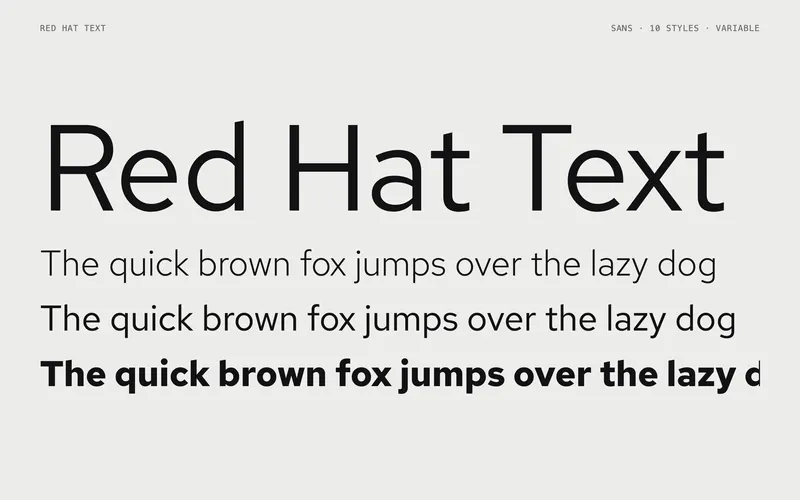 RED HAT TEXT
SANS · 10 STYLES · VARIABLE
Red Hat Text
The quick brown fox jumps over the lazy dog
The quick brown fox jumps over the lazy dog
The quick brown fox jumps over the lazy